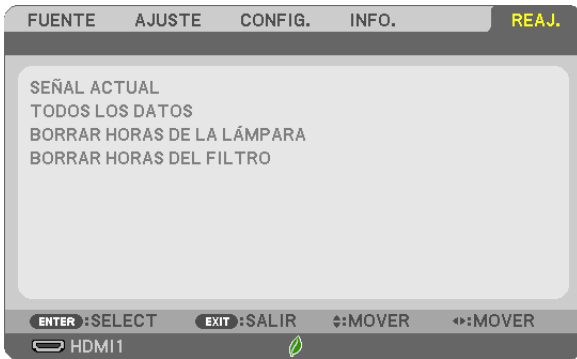 FUENTE AJUSTE CONFIG. INFO. REAJ.
SEÑAL ACTUAL
TODOS LOS DATOS
BORRAR HORAS DE LA LÁMPARA
BORRAR HORAS DEL FILTRO
ENTER :SELECT EXIT :SALIR :MOVER :MOVER
HDMI1